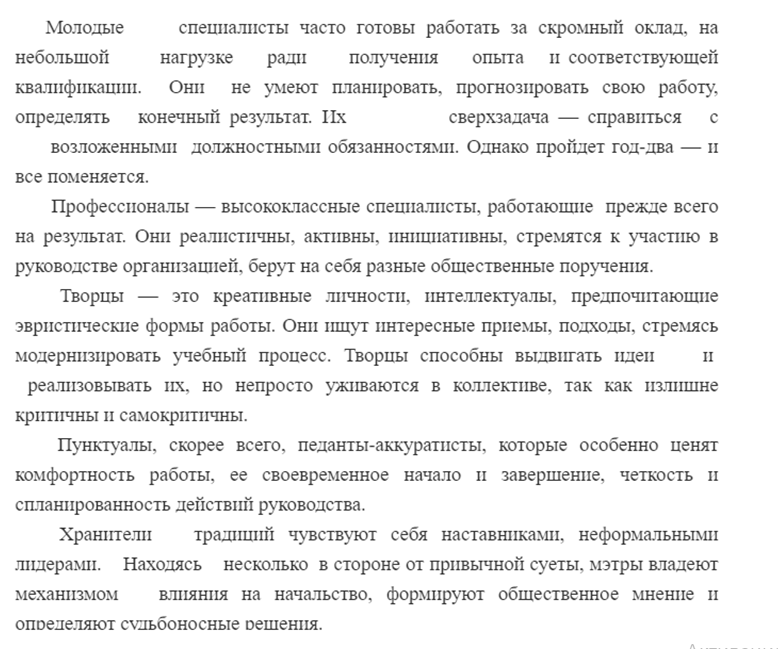 Молодые специалисты часто готовы работать за скромный оклад, на
небольшой нагрузке ради получения опыта и соответствующей
квалификации. Они не умеют планировать, прогнозировать свою работу,
определять конечный результат. Их сверхзадача — справиться с
возложенными должностными обязанностями. Однако пройдет год-два — и
все поменяется.
Профессионалы — высококлассные специалисты, работающие прежде всего
на результат. Они реалистичны, активны, инициативны, стремятся к участию в
руководстве организацией, берут на себя разные общественные поручения.
Творцы — это креативные личности, интеллектуалы, предпочитающие
эвристические формы работы. Они ищут интересные приемы, подходы, стремясь
модернизировать учебный процесс. Творцы способны выдвигать идеи и
реализовывать их, но непросто уживаются в коллективе, так как излишне
критичны и самокритичны.
Пунктуалы, скорее всего, педанты-аккуратисты, которые особенно ценят
комфортность работы, ее своевременное начало и завершение, четкость и
спланированность действий руководства.
Хранители традиций чувствуют себя наставниками, неформальными
лидерами. Находясь несколько в стороне от привычной суеты, мэтры владеют
механизмом влияния на начальство, формируют общественное мнение и
определяют судьбоносные решения.